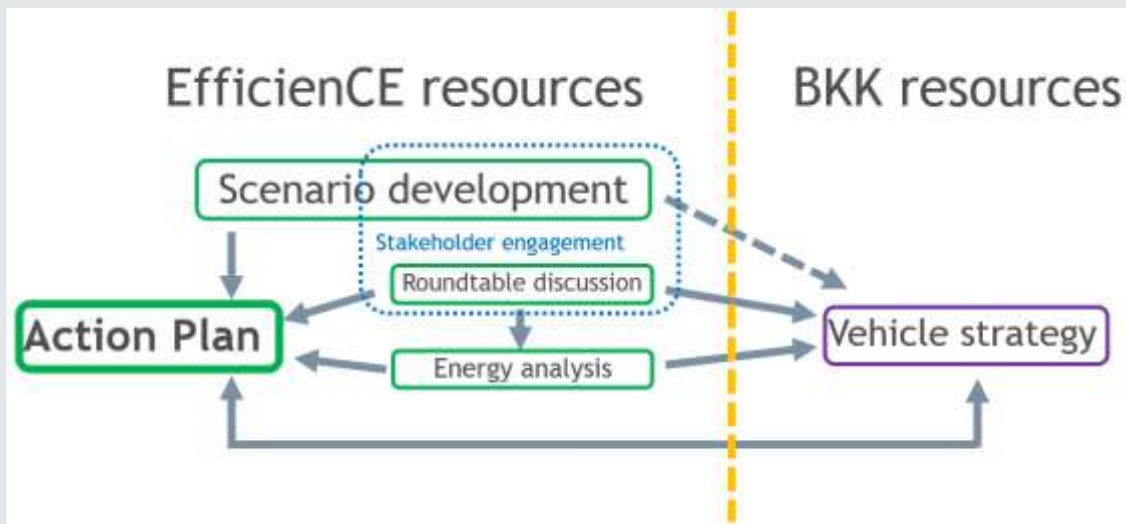 EfficienCE resources
BKK resources
Scenario development
Stakeholder engagement
Roundtable discussion
Action Plan
Vehicle strategy
Energy analysis